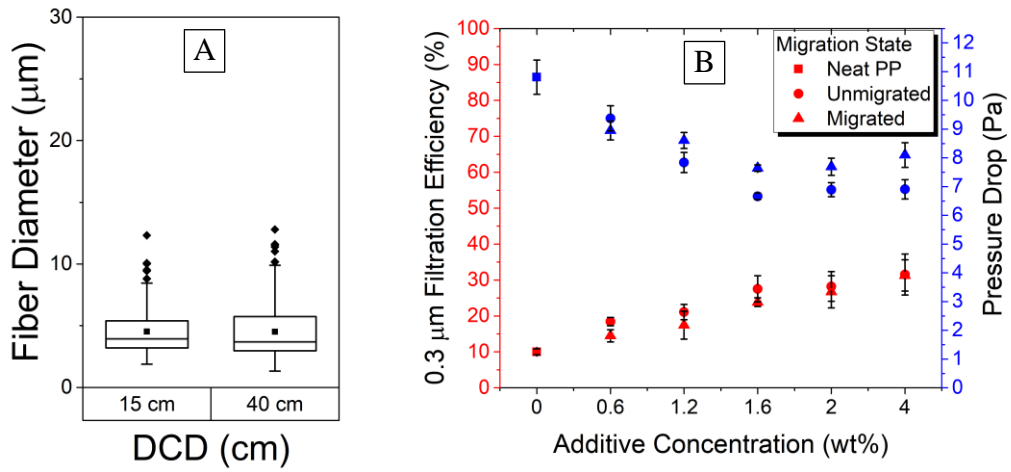 A
30
20
10
0
Fiber Diameter (μm)
15 cm
40 cm
DCD (cm)
B
100
90
80
70
60
50
40
30
20
10
0
0.3 μm Filtration Efficiency (%)
Migration State
Neat PP
Unmigrated
Migrated
12
11
10
9
8
7
6
5
4
3
2
1
0
Pressure Drop (Pa)
0 0.6 1.2 1.6 2 4
Additive Concentration (wt%)